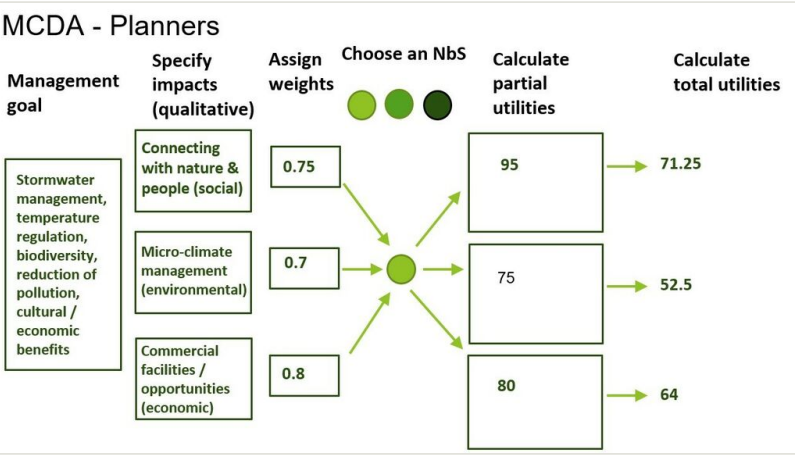 MCDA - Planners
Management
goal
Specify
impacts
(qualitative)
Assign
weights
Choose an NbS
Calculate
partial
utilities
Calculate
total utilities
Stormwater
management,
temperature
regulation,
biodiversity,
reduction of
pollution,
cultural /
economic
benefits
Connecting
with nature &
people (social)
0.75
95
71.25
Micro-climate
management
(environmental)
0.7
75
52.5
Commercial
facilities /
opportunities
(economic)
0.8
80
64